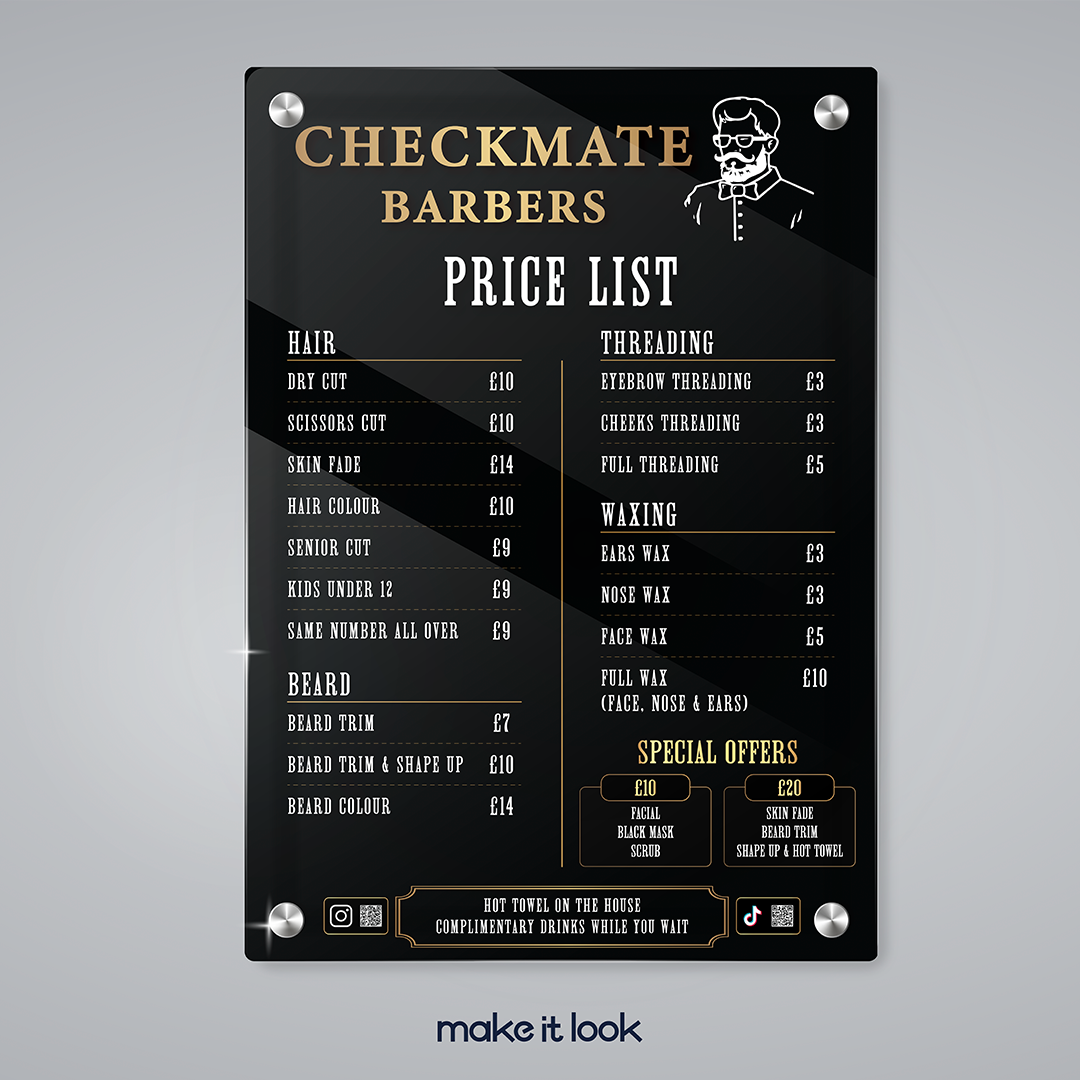 CHECKMATE
BARBERS
PRICE LIST
HAIR
DRY CUT £10
SCISSORS CUT £10
SKIN FADE £14
HAIR COLOUR £10
SENIOR CUT £9
KIDS UNDER 12 £9
SAME NUMBER ALL OVER £9
BEARD
BEARD TRIM £7
BEARD TRIM & SHAPE UP £10
BEARD COLOUR £14
THREADING
EYEBROW THREADING £3
CHEEKS THREADING £3
FULL THREADING £5
WAXING
EARS WAX £3
NOSE WAX £3
FACE WAX £5
FULL WAX £10
(FACE, NOSE & EARS)
SPECIAL OFFERS
£10
FACIAL
BLACK MASK
SCRUB
£20
SKIN FADE
BEARD TRIM
SHAPE UP & HOT TOWEL
HOT TOWEL ON THE HOUSE
COMPLIMENTARY DRINKS WHILE YOU WAIT
make it look